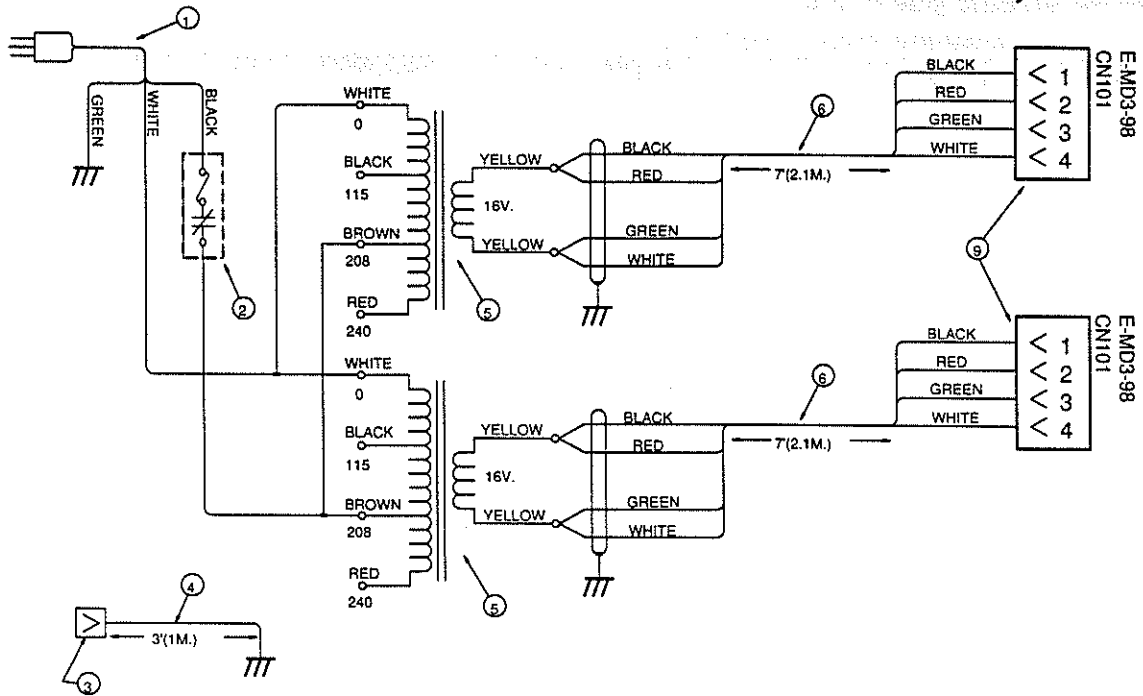 1
GREEN
WHITE
BLACK
2
WHITE
0
BLACK
115
BROWN
208
RED
240
YELLOW
16V.
YELLOW
5
BLACK
RED
GREEN
WHITE
6
7'(2.1M.)
BLACK
RED
GREEN
WHITE
1
2
3
4
E-MD3-98
CN101
9
WHITE
0
BLACK
115
BROWN
208
RED
240
YELLOW
16V.
YELLOW
5
BLACK
RED
GREEN
WHITE
6
7'(2.1M.)
BLACK
RED
GREEN
WHITE
1
2
3
4
E-MD3-98
CN101
4
3'(1M.)
3